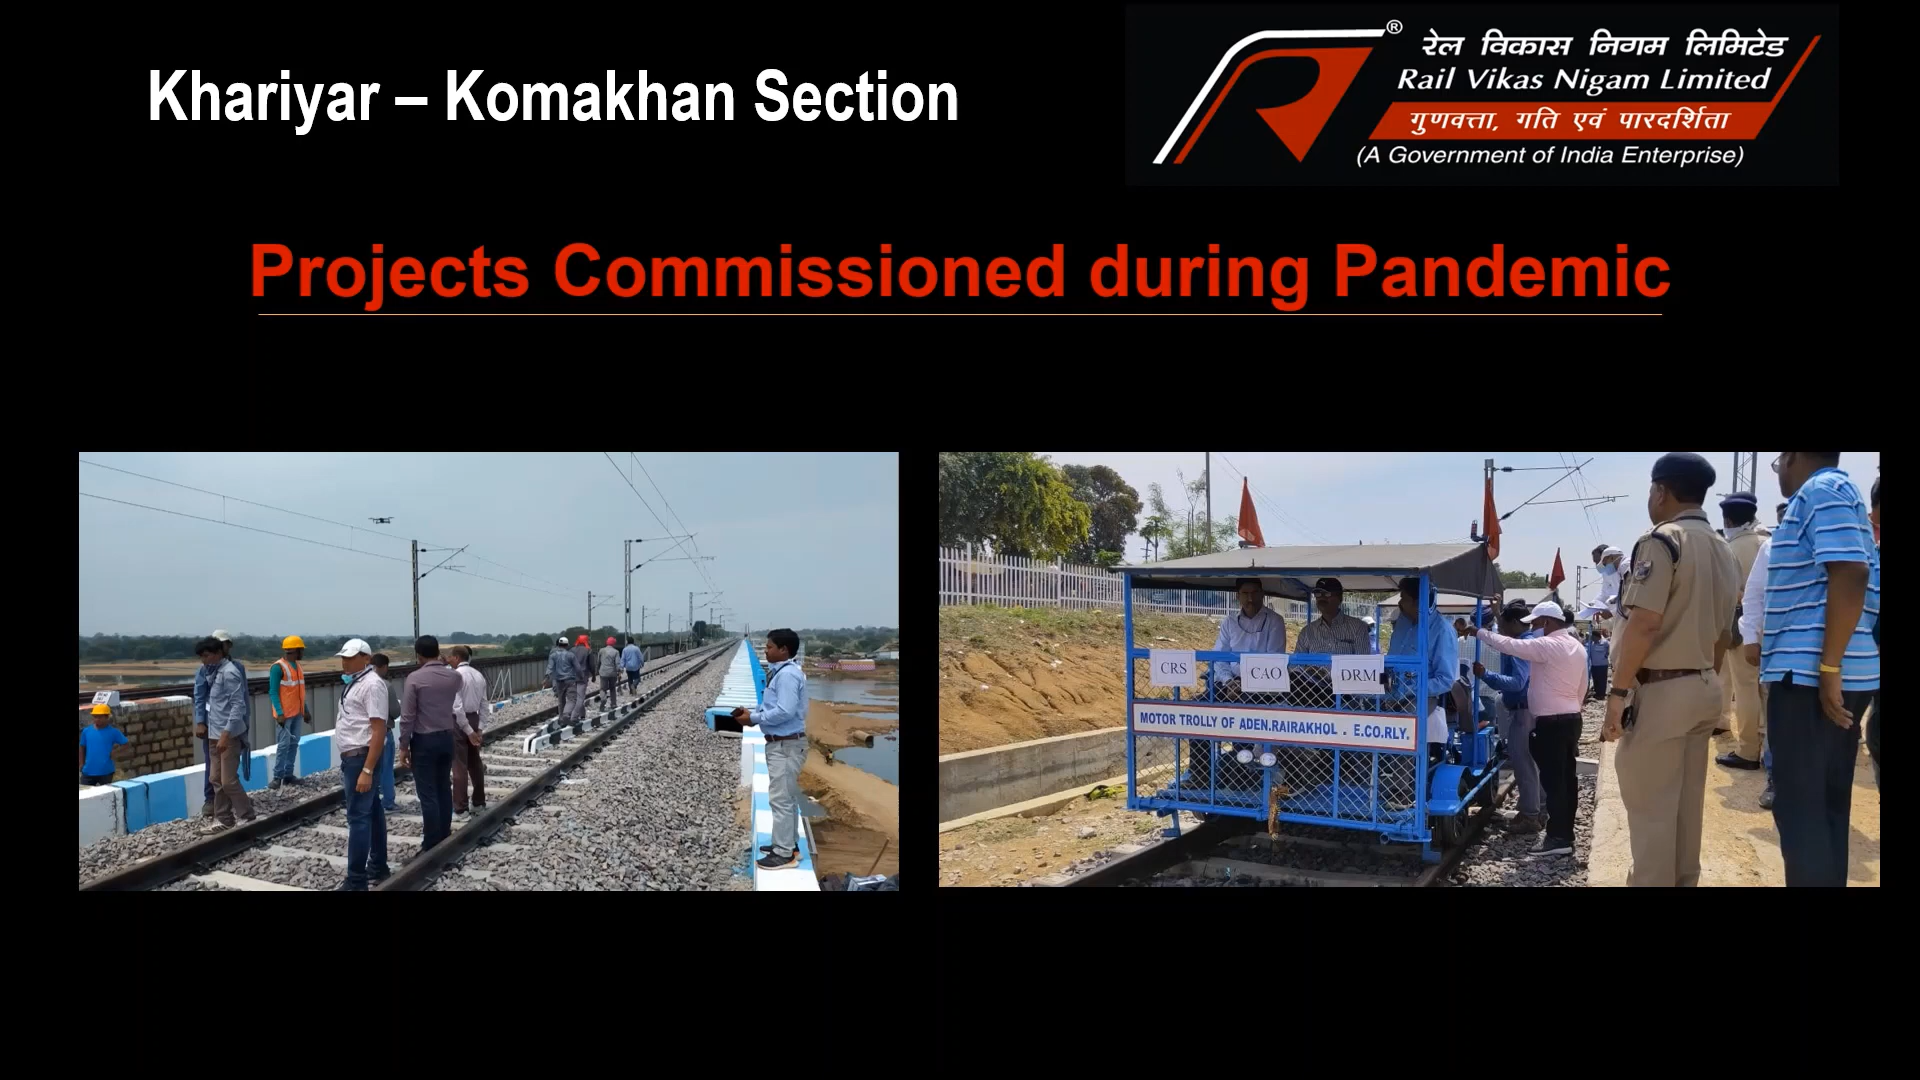 Khariyar – Komakhan Section
®
रेल विकास निगम लिमिटेड
Rail Vikas Nigam Limited
गुणवत्ता, गति एवं पारदर्शिता
(A Government of India Enterprise)
Projects Commissioned during Pandemic
CRS
CAO
DRM
MOTOR TROLLY OF ADEN.RAIRAKHOL . E.CO.RLY.